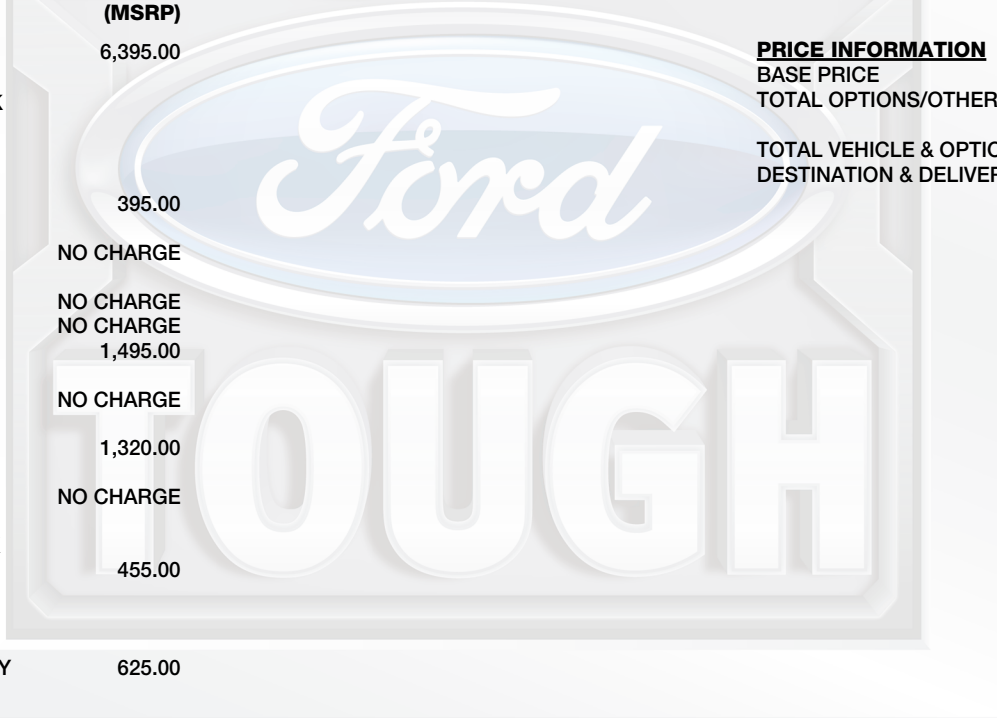 (MSRP)
6,395.00
395.00
NO CHARGE
NO CHARGE
NO CHARGE
1,495.00
NO CHARGE
1,320.00
NO CHARGE
455.00
Y 625.00
PRICE INFORMATION
BASE PRICE
TOTAL OPTIONS/OTHER
TOTAL VEHICLE & OPTIO
DESTINATION & DELIVER
Ford
TOUGH